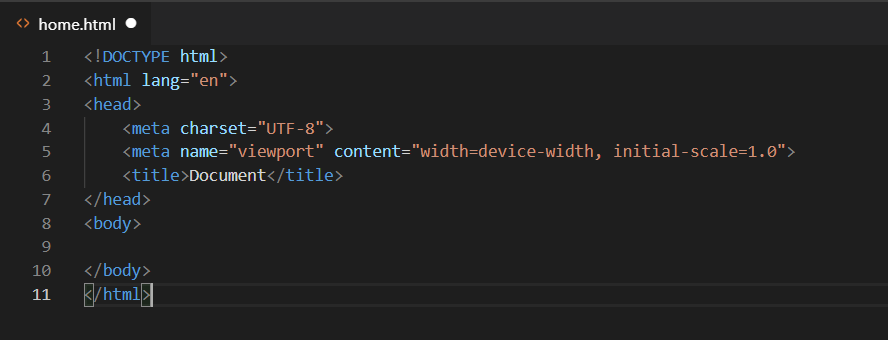 <> home.html ●
1 <!DOCTYPE html>
2 <html lang="en">
3 <head>
4     <meta charset="UTF-8">
5     <meta name="viewport" content="width=device-width, initial-scale=1.0">
6     <title>Document</title>
7 </head>
8 <body>
9
10 </body>
11 </html>